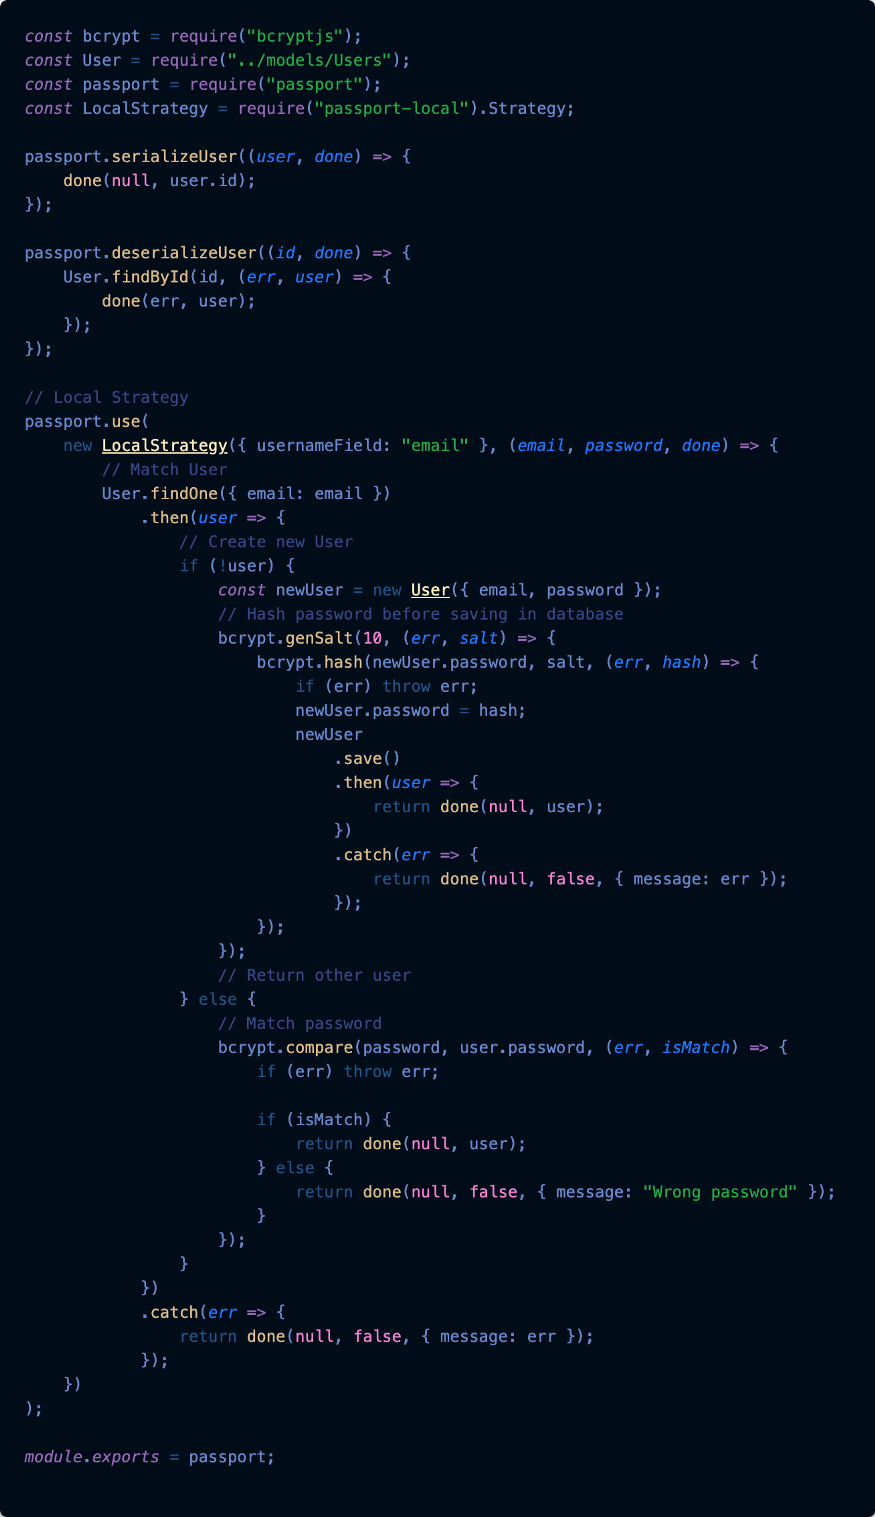 const bcrypt = require("bcryptjs");
const User = require("../models/Users");
const passport = require("passport");
const LocalStrategy = require("passport-local").Strategy;

passport.serializeUser((user, done) => {
    done(null, user.id);
});

passport.deserializeUser((id, done) => {
    User.findById(id, (err, user) => {
        done(err, user);
    });
});

// Local Strategy
passport.use(
    new LocalStrategy({ usernameField: "email" }, (email, password, done) => {
        // Match User
        User.findOne({ email: email })
            .then(user => {
                // Create new User
                if (!user) {
                    const newUser = new User({ email, password });
                    // Hash password before saving in database
                    bcrypt.genSalt(10, (err, salt) => {
                        bcrypt.hash(newUser.password, salt, (err, hash) => {
                            if (err) throw err;
                            newUser.password = hash;
                            newUser
                                .save()
                                .then(user => {
                                    return done(null, user);
                                })
                                .catch(err => {
                                    return done(null, false, { message: err });
                                });
                        });
                    });
                    // Return other user
                } else {
                    // Match password
                    bcrypt.compare(password, user.password, (err, isMatch) => {
                        if (err) throw err;

                        if (isMatch) {
                            return done(null, user);
                        } else {
                            return done(null, false, { message: "Wrong password" });
                        }
                    });
                }
            })
            .catch(err => {
                return done(null, false, { message: err });
            });
    })
);

module.exports = passport;